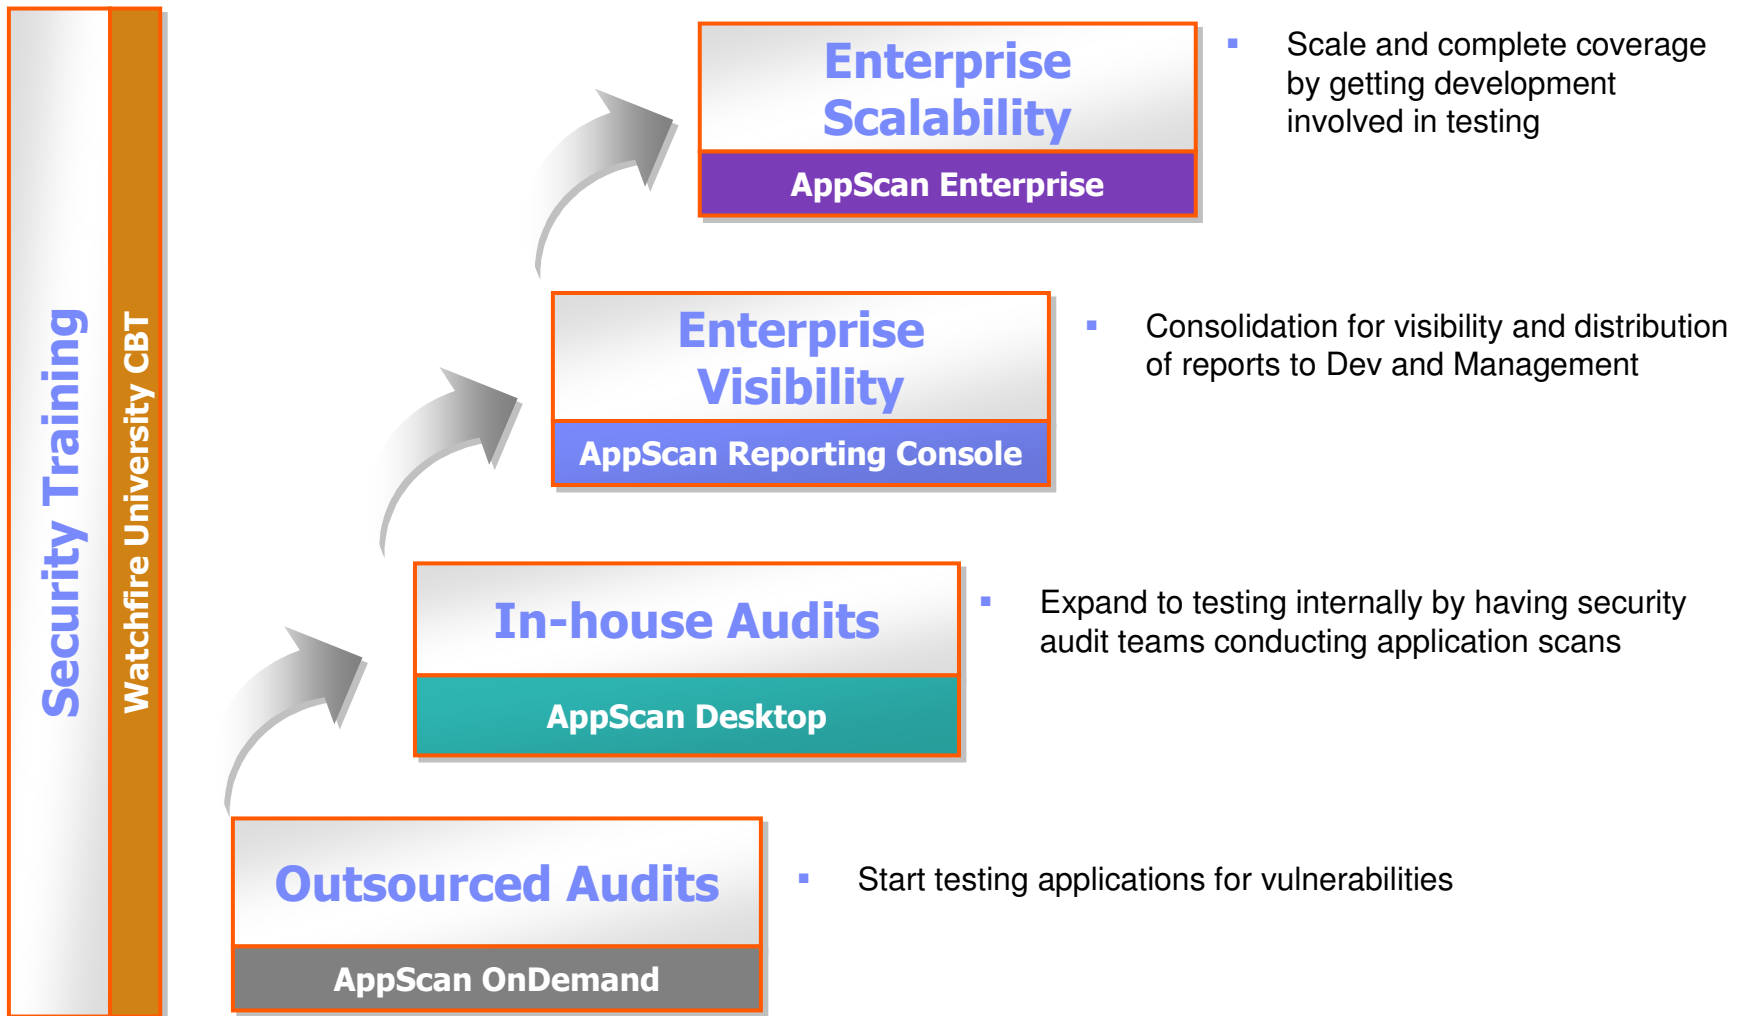 Security Training
Watchfire University CBT
Enterprise
Scalability
AppScan Enterprise
▪ Scale and complete coverage
by getting development
involved in testing
Enterprise
Visibility
AppScan Reporting Console
▪ Consolidation for visibility and distribution
of reports to Dev and Management
In-house Audits
AppScan Desktop
▪ Expand to testing internally by having security
audit teams conducting application scans
Outsourced Audits
AppScan OnDemand
▪ Start testing applications for vulnerabilities